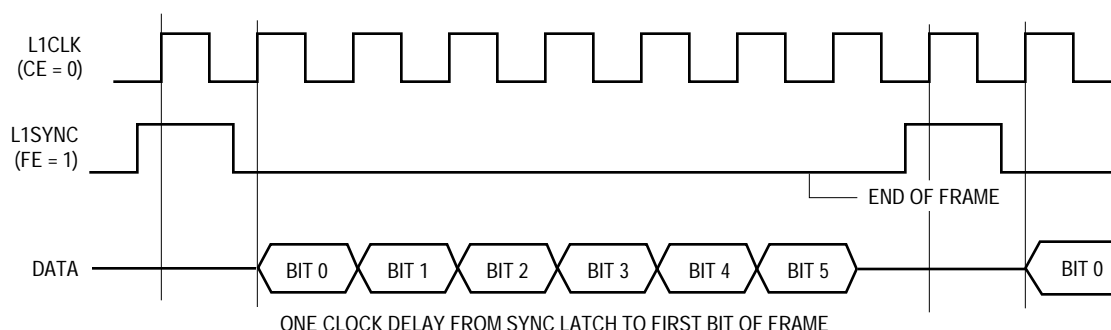 L1CLK
(CE = 0)
L1SYNC
(FE = 1)
END OF FRAME
DATA
BIT 0 BIT 1 BIT 2 BIT 3 BIT 4 BIT 5 BIT 0
ONE CLOCK DELAY FROM SYNC LATCH TO FIRST BIT OF FRAME